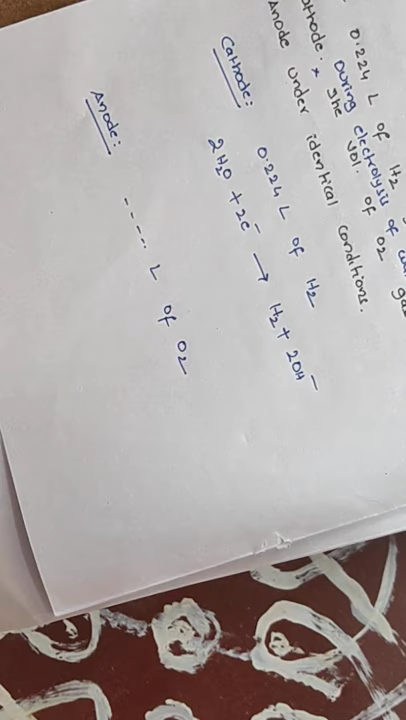 0.224 L of H2 gas
During electrolysis of
cathode. * The vol. of O2
Anode under identical conditions.
Cathode: 0.224 L of H2
2H2O + 2e⁻ → H2 + 2OH⁻
Anode: ----- L of O2